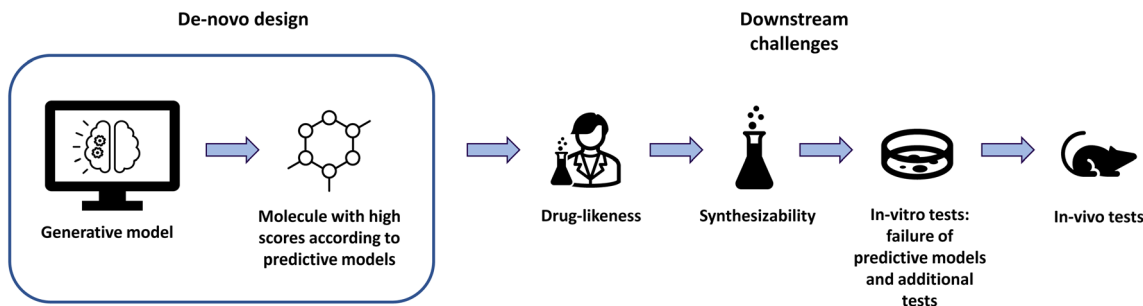 De-novo design
Downstream
challenges
Generative model
Molecule with high
scores according to
predictive models
Drug-likeness
Synthesizability
In-vitro tests:
failure of
predictive models
and additional
tests
In-vivo tests